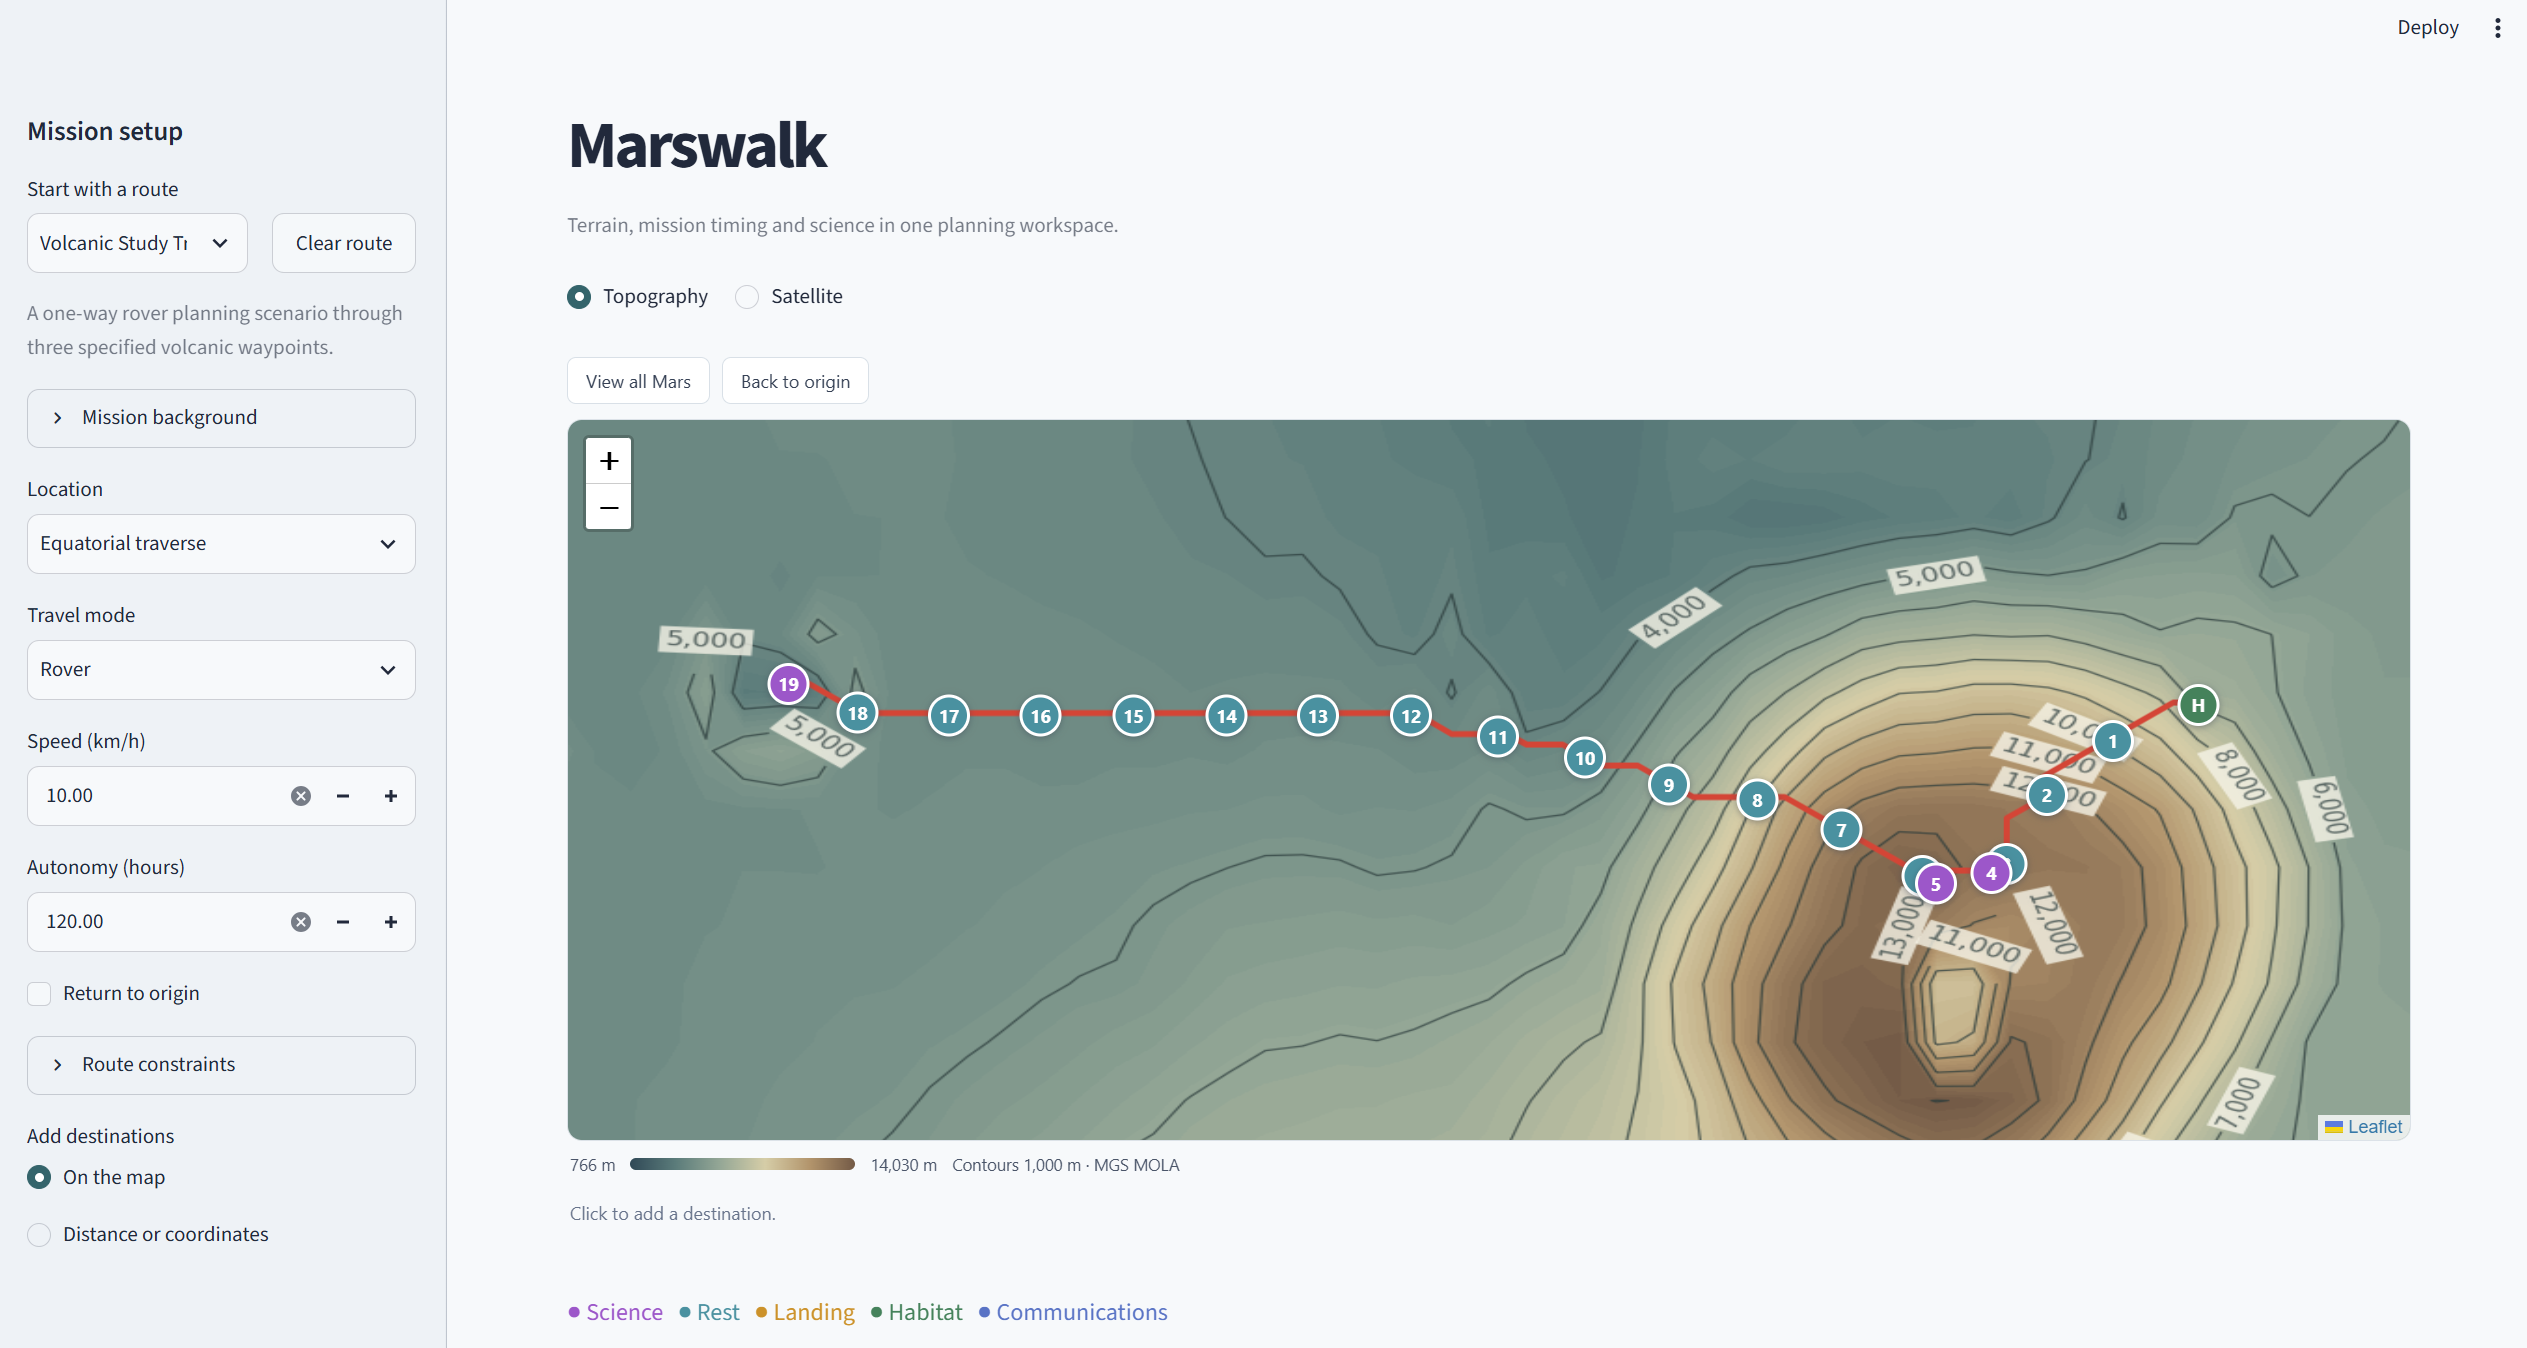 Deploy
Mission setup
Start with a route
Volcanic Study Tr
Clear route
A one-way rover planning scenario through
three specified volcanic waypoints.
Mission background
Location
Equatorial traverse
Travel mode
Rover
Speed (km/h)
10.00
Autonomy (hours)
120.00
Return to origin
Route constraints
Add destinations
On the map
Distance or coordinates
Marswalk
Terrain, mission timing and science in one planning workspace.
Topography
Satellite
View all Mars
Back to origin
+
−
5,000
4,000
5,000
19
18
17
16
15
14
13
12
11
10
9
8
7
5
4
2
1
H
5,000
11,000
8,000
6,000
13,000
11,000
12,000
7,000
Leaflet
766 m
14,030 m
Contours 1,000 m · MGS MOLA
Click to add a destination.
Science
Rest
Landing
Habitat
Communications